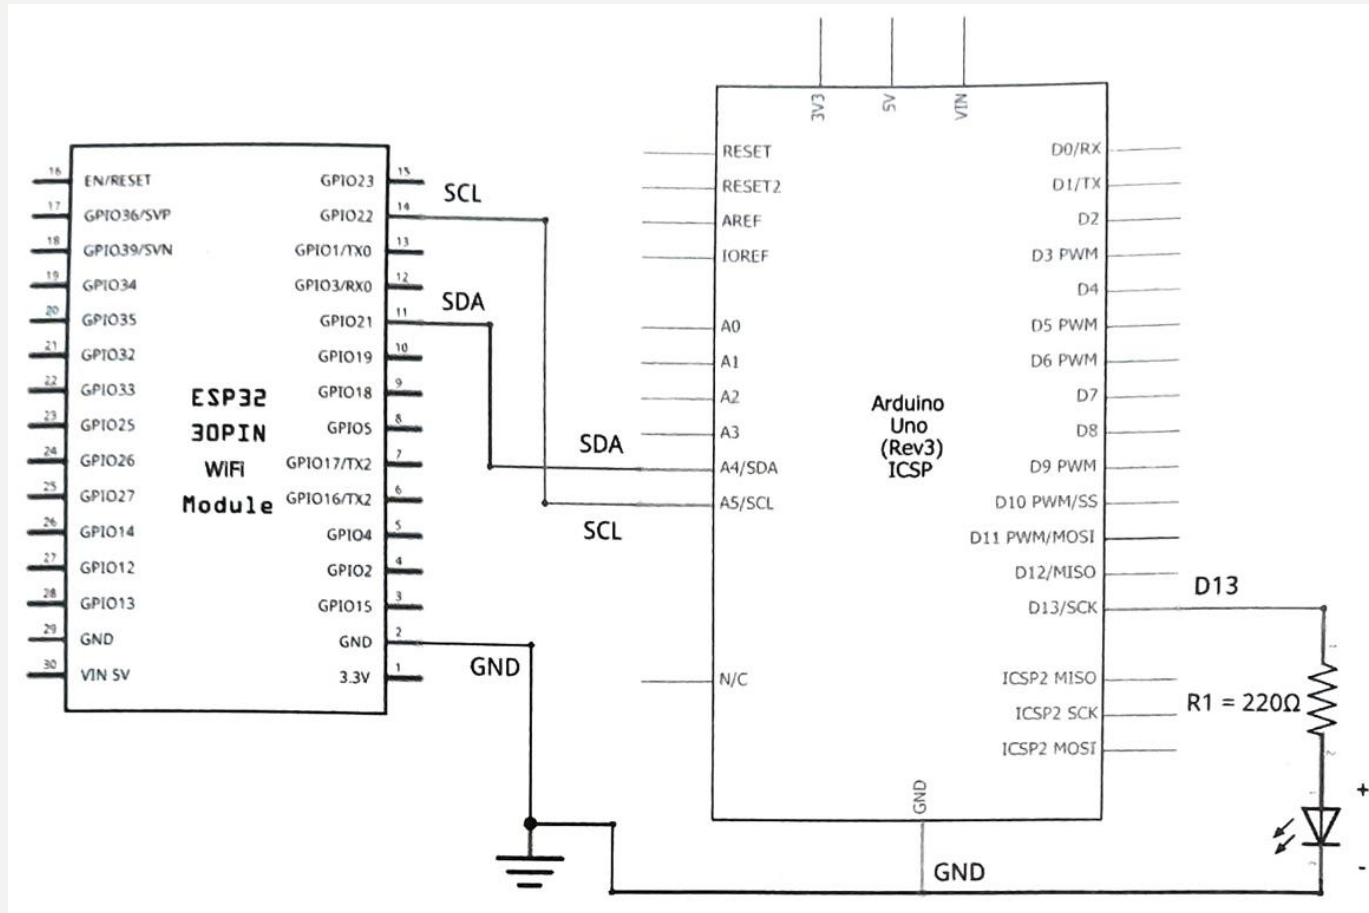 3V3
5V
VIN
16
EN/RESET
17
GPIO36/SVP
18
GPIO39/SVN
19
GPIO34
20
GPIO35
21
GPIO32
22
GPIO33
23
GPIO25
24
GPIO26
25
GPIO27
26
GPIO14
27
GPIO12
28
GPIO13
29
GND
30
VIN 5V
ESP32
30PIN
WiFi
Module
GPIO23
15
GPIO22
14
GPIO1/TX0
13
GPIO3/RX0
12
GPIO21
11
GPIO19
10
GPIO18
9
GPIO5
8
GPIO17/TX2
7
GPIO16/TX2
6
GPIO4
5
GPIO2
4
GPIO15
3
GND
2
3.3V
1
SCL
SDA
SDA
SCL
GND
RESET
RESET2
AREF
IOREF
A0
A1
A2
A3
A4/SDA
A5/SCL
N/C
Arduino
Uno
(Rev3)
ICSP
D0/RX
D1/TX
D2
D3 PWM
D4
D5 PWM
D6 PWM
D7
D8
D9 PWM
D10 PWM/SS
D11 PWM/MOSI
D12/MISO
D13/SCK
ICSP2 MISO
ICSP2 SCK
ICSP2 MOSI
GND
GND
D13
1
R1 = 220Ω
2
+
-